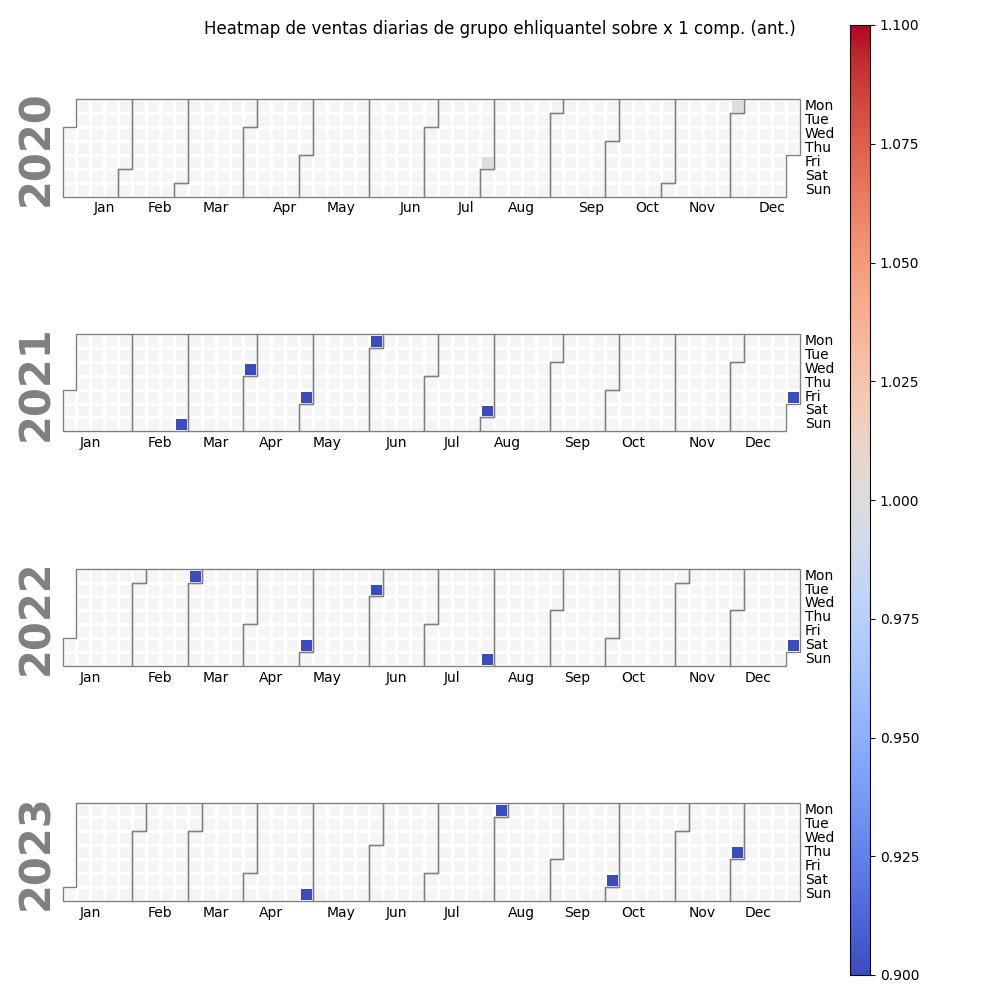 Heatmap de ventas diarias de grupo ehliquantel sobre x 1 comp. (ant.)
2020
Mon
Tue
Wed
Thu
Fri
Sat
Sun
Jan Feb Mar Apr May Jun Jul Aug Sep Oct Nov Dec
2021
Mon
Tue
Wed
Thu
Fri
Sat
Sun
Jan Feb Mar Apr May Jun Jul Aug Sep Oct Nov Dec
2022
Mon
Tue
Wed
Thu
Fri
Sat
Sun
Jan Feb Mar Apr May Jun Jul Aug Sep Oct Nov Dec
2023
Mon
Tue
Wed
Thu
Fri
Sat
Sun
Jan Feb Mar Apr May Jun Jul Aug Sep Oct Nov Dec
1.100
1.075
1.050
1.025
1.000
0.975
0.950
0.925
0.900